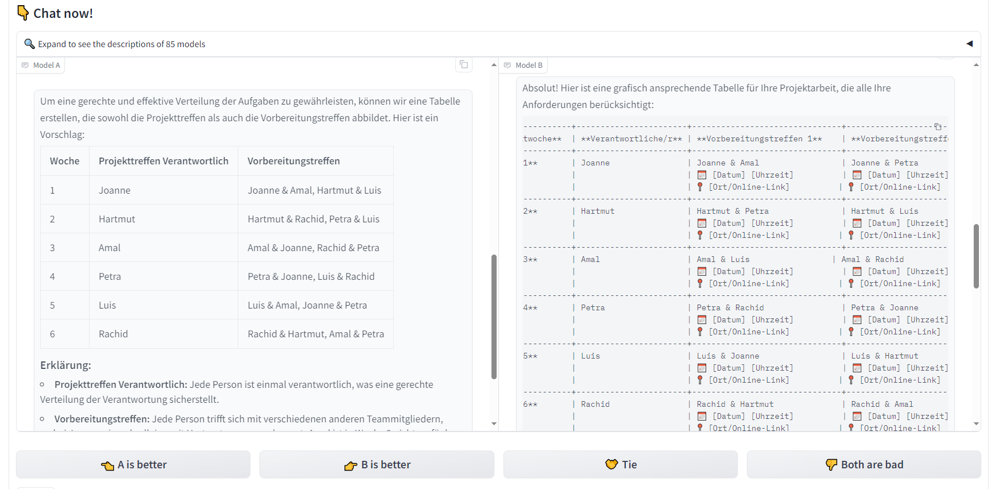 Chat now!
Expand to see the descriptions of 85 models
Model A
Um eine gerechte und effektive Verteilung der Aufgaben zu gewährleisten, können wir eine Tabelle
erstellen, die sowohl die Projekttreffen als auch die Vorbereitungstreffen abbildet. Hier ist ein
Vorschlag:
Woche Projekttreffen Verantwortlich Vorbereitungstreffen
1 Joanne Joanne & Amal, Hartmut & Luis
2 Hartmut Hartmut & Rachid, Petra & Luis
3 Amal Amal & Joanne, Rachid & Petra
4 Petra Petra & Joanne, Luis & Rachid
5 Luis Luis & Amal, Joanne & Petra
6 Rachid Rachid & Hartmut, Amal & Petra
Erklärung:
Projekttreffen Verantwortlich: Jede Person ist einmal verantwortlich, was eine gerechte
Verteilung der Verantwortung sicherstellt.
Vorbereitungstreffen: Jede Person trifft sich mit verschiedenen anderen Teammitgliedern,
Model B
Absolut! Hier ist eine grafisch ansprechende Tabelle für Ihre Projektarbeit, die alle Ihre
Anforderungen berücksichtigt:
twoche** | **Verantwortliche/r** | **Vorbereitungstreffen 1** | **Vorbereitungstreff
1** | Joanne | Joanne & Amal | Joanne & Petra
| | [Datum] [Uhrzeit] | [Datum] [Uhrzeit]
| | [Ort/Online-Link] | [Ort/Online-Link]
2** | Hartmut | Hartmut & Petra | Hartmut & Luis
| | [Datum] [Uhrzeit] | [Datum] [Uhrzeit]
| | [Ort/Online-Link] | [Ort/Online-Link]
3** | Amal | Amal & Luis | Amal & Rachid
| | [Datum] [Uhrzeit] | [Datum] [Uhrzeit]
| | [Ort/Online-Link] | [Ort/Online-Link]
4** | Petra | Petra & Rachid | Petra & Joanne
| | [Datum] [Uhrzeit] | [Datum] [Uhrzeit]
| | [Ort/Online-Link] | [Ort/Online-Link]
5** | Luis | Luis & Joanne | Luis & Hartmut
| | [Datum] [Uhrzeit] | [Datum] [Uhrzeit]
| | [Ort/Online-Link] | [Ort/Online-Link]
6** | Rachid | Rachid & Hartmut | Rachid & Amal
| | [Datum] [Uhrzeit] | [Datum] [Uhrzeit]
| | [Ort/Online-Link] | [Ort/Online-Link]
A is better
B is better
Tie
Both are bad